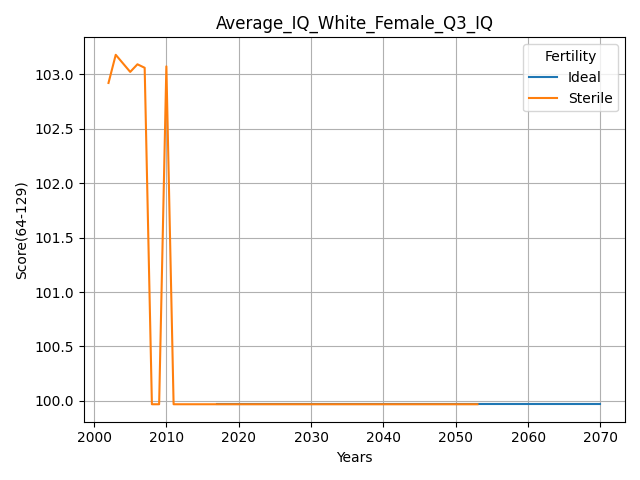 Average_IQ_White_Female_Q3_IQ
Fertility
Ideal
Sterile
Score(64-129)
103.0
102.5
102.0
101.5
101.0
100.5
100.0
2000 2010 2020 2030 2040 2050 2060 2070
Years